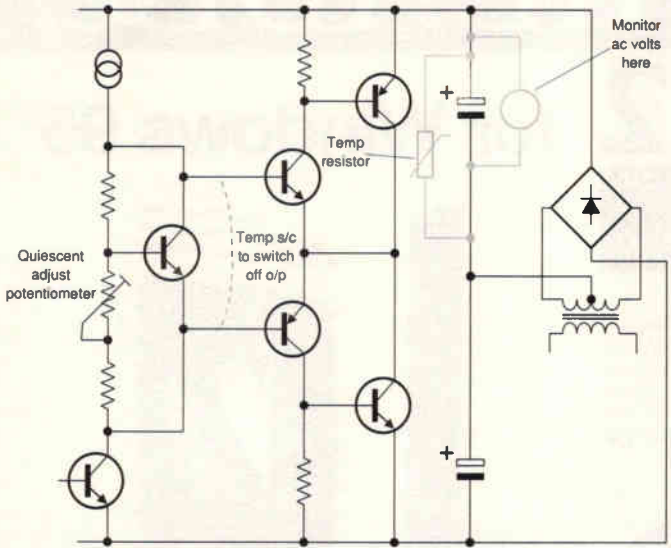 Monitor
ac volts
here
+
Temp
resistor
Quiescent
adjust
potentiometer
Temp s/c
to switch
off o/p
+